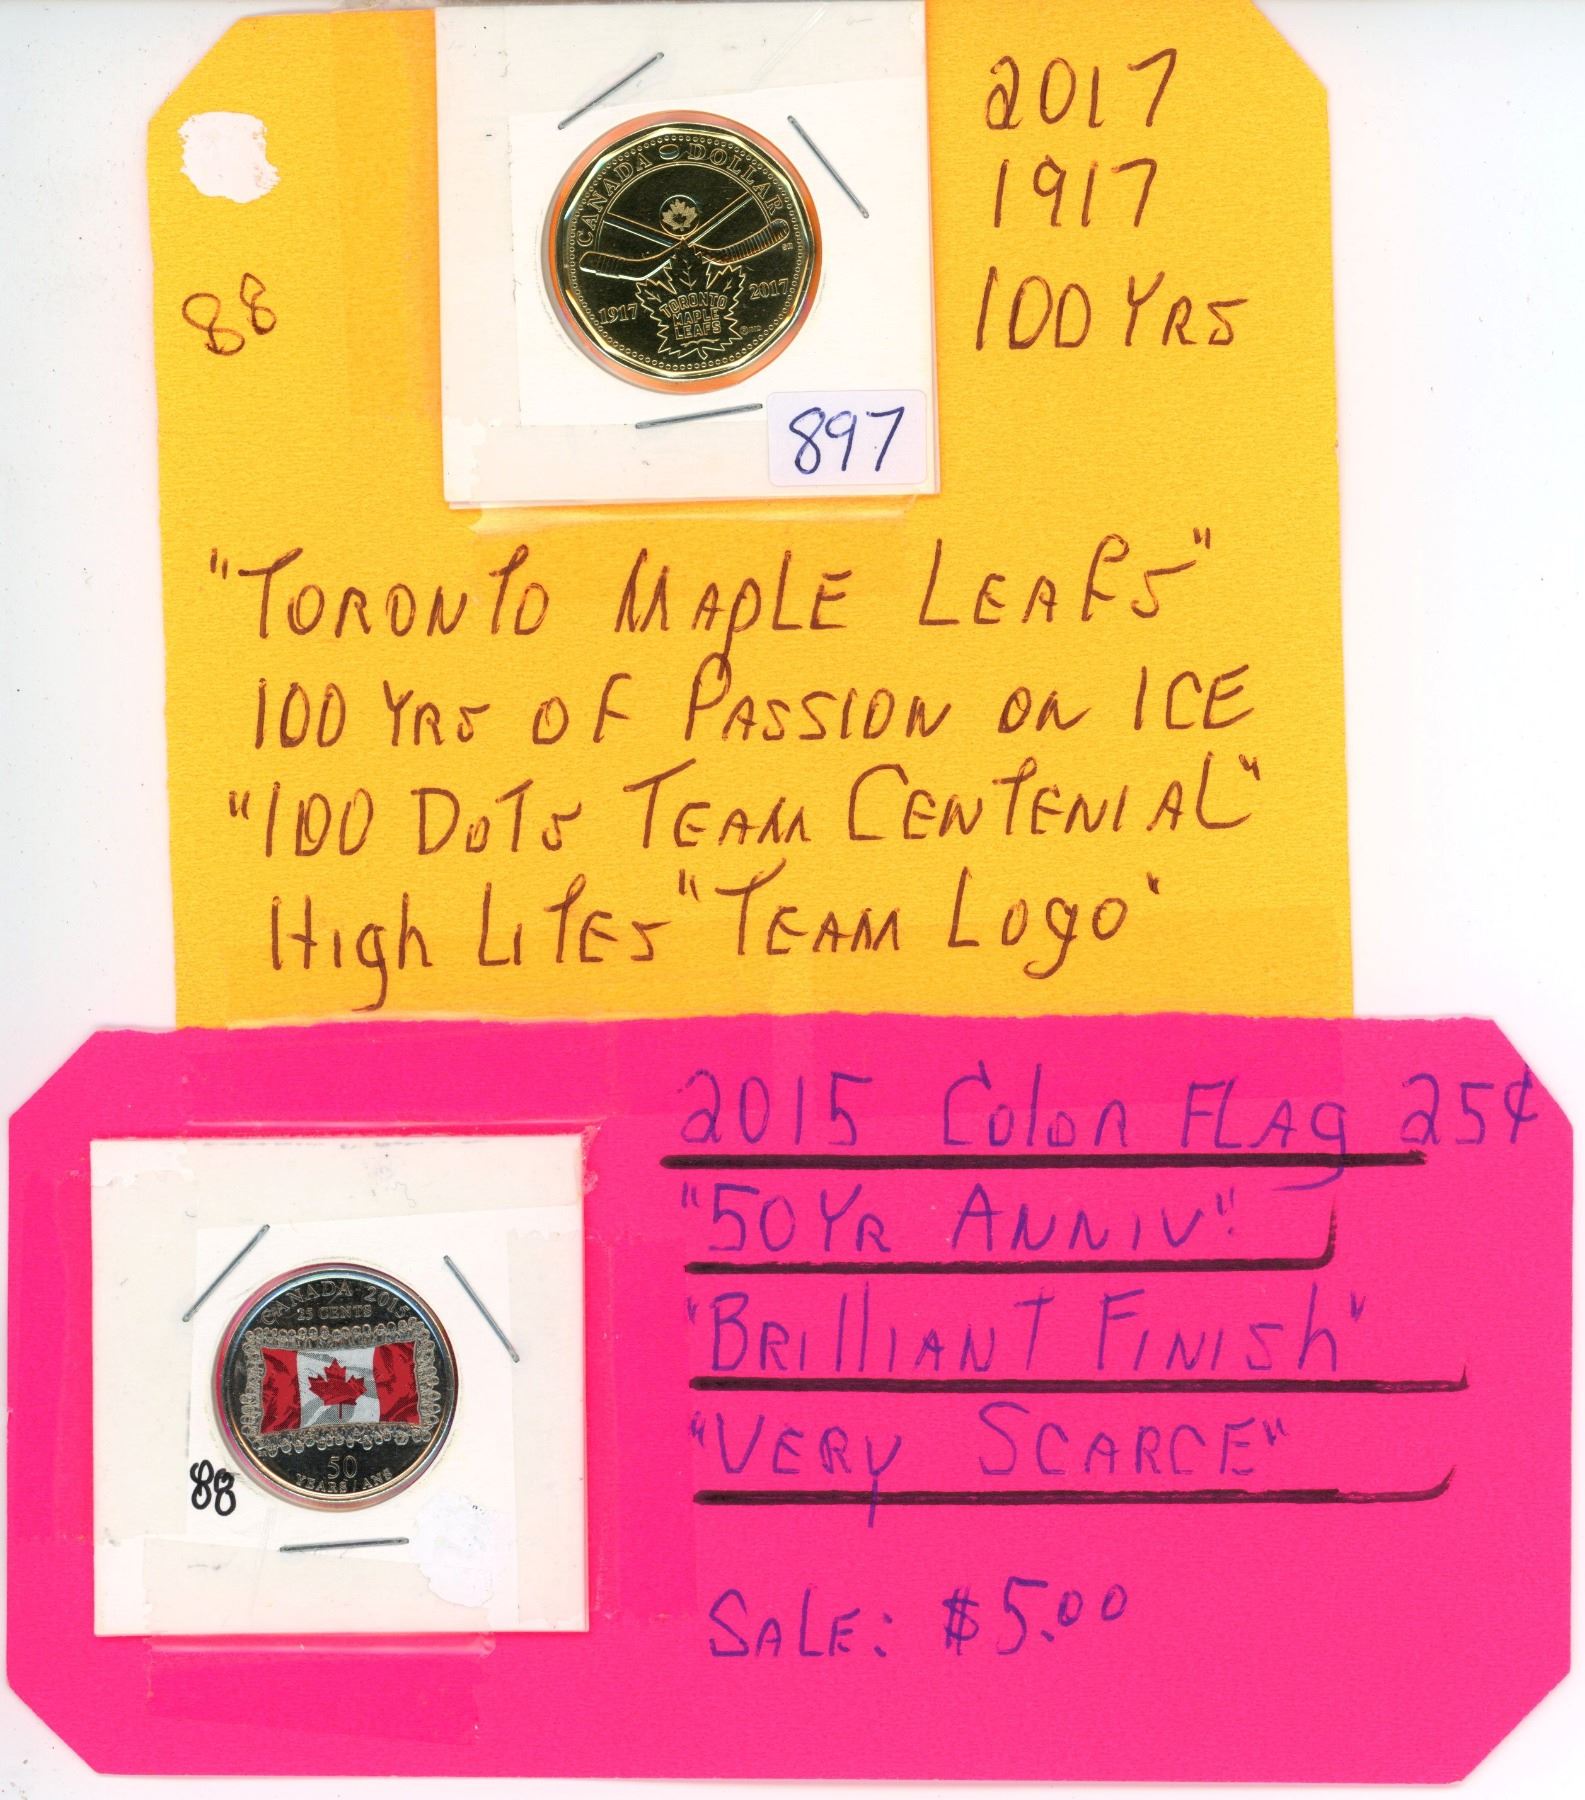 2017
1917
100 YRS
88
CANADA DOLLAR
1917 2017
TORONTO
MAPLE
LEAFS
897
"TORONTO MAPLE LEAFS"
100 YRS OF PASSION ON ICE
"100 DOTS TEAM CENTENIAL"
HIGH LITES "TEAM LOGO"
2015 COLOR FLAG 25¢
"50 YR ANNIV"
"BRILLIANT FINISH"
"VERY SCARCE"
SALE: $5.00
CANADA 2015
25 CENTS
50
YEARS / ANS
88